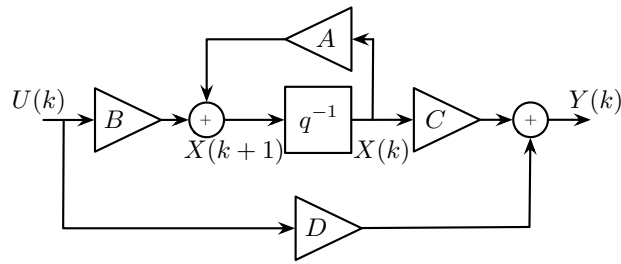 A
U(k)
Y(k)
B
+
q⁻¹
C
+
X(k+1)
X(k)
D